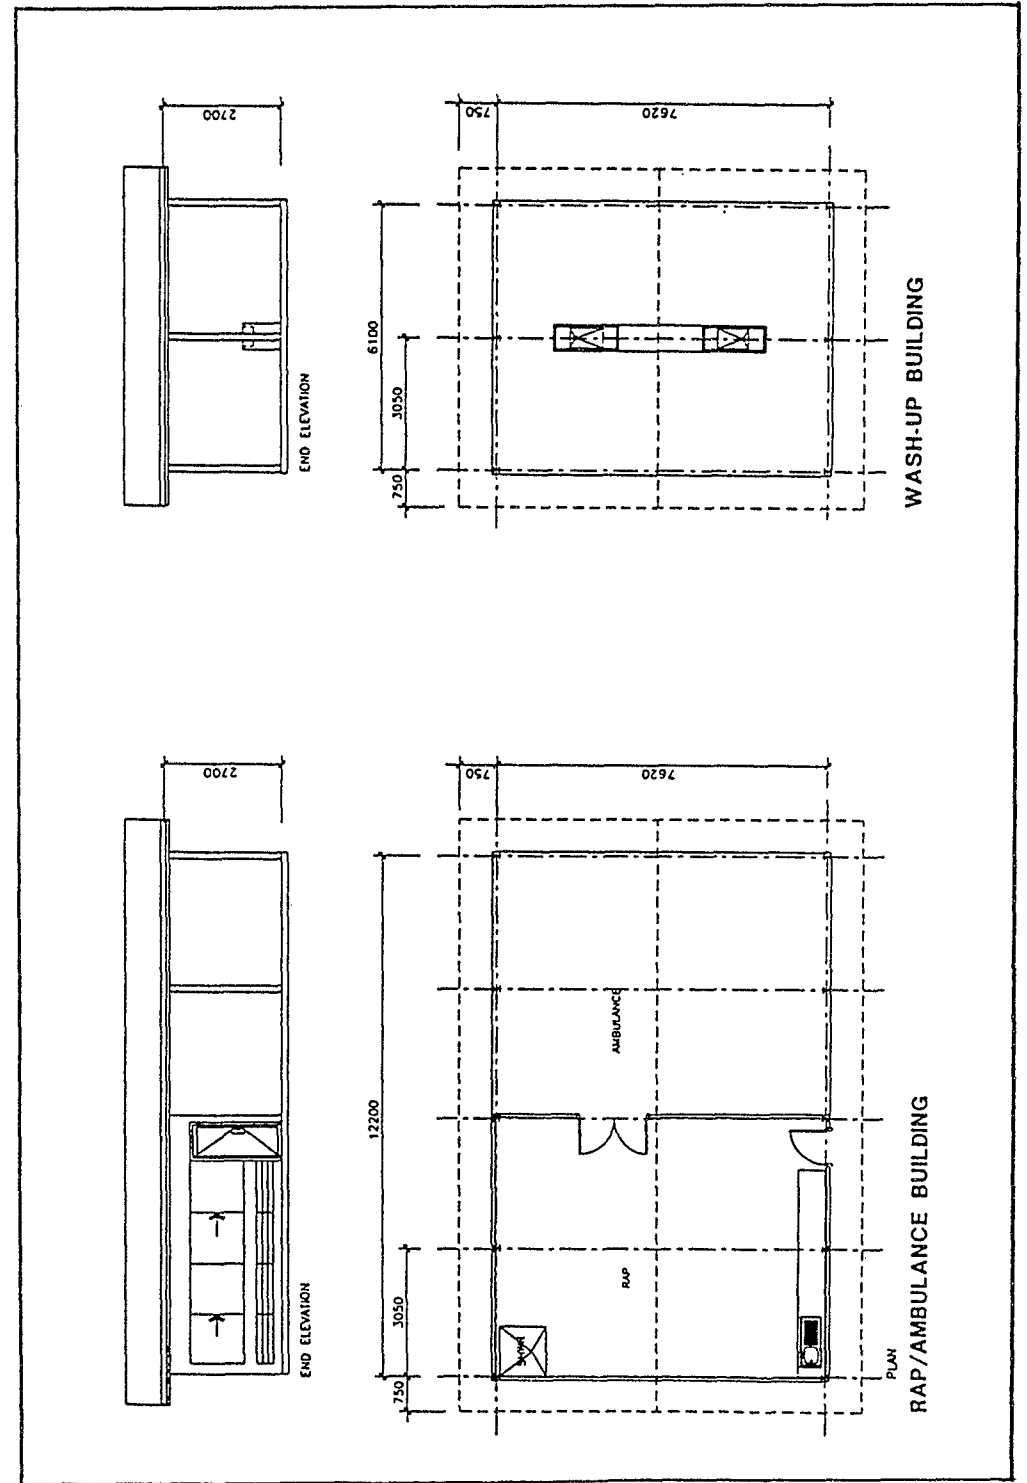 2700
END ELEVATION
12200
3050
750
750
7620
AMBULANCE
RAP
PLAN
RAP/AMBULANCE BUILDING
2700
END ELEVATION
6100
3050
750
750
7620
WASH-UP BUILDING